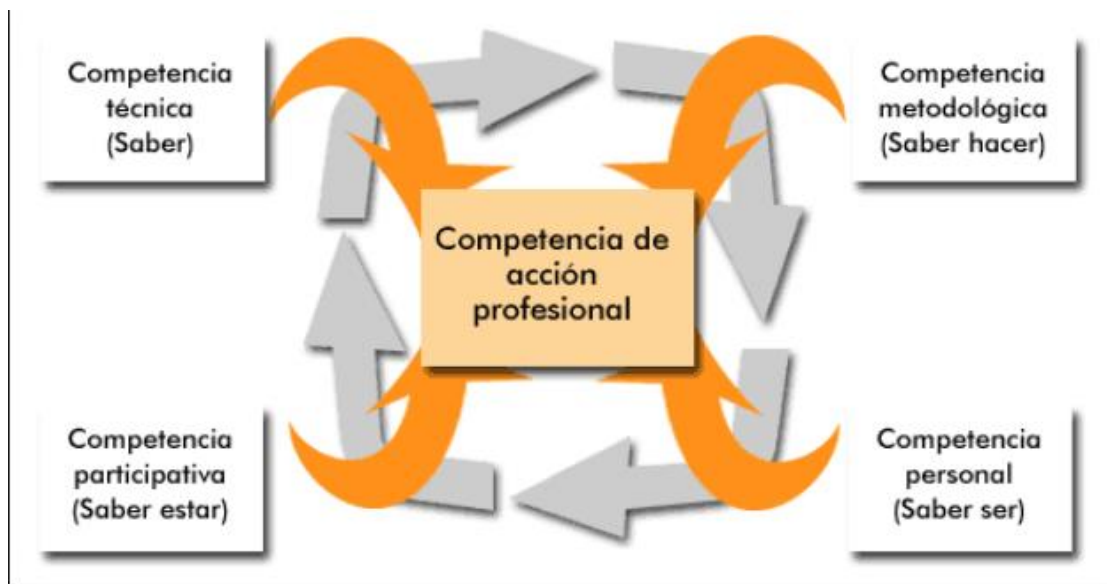 Competencia
técnica
(Saber)
Competencia
metodológica
(Saber hacer)
Competencia de
acción
profesional
Competencia
participativa
(Saber estar)
Competencia
personal
(Saber ser)